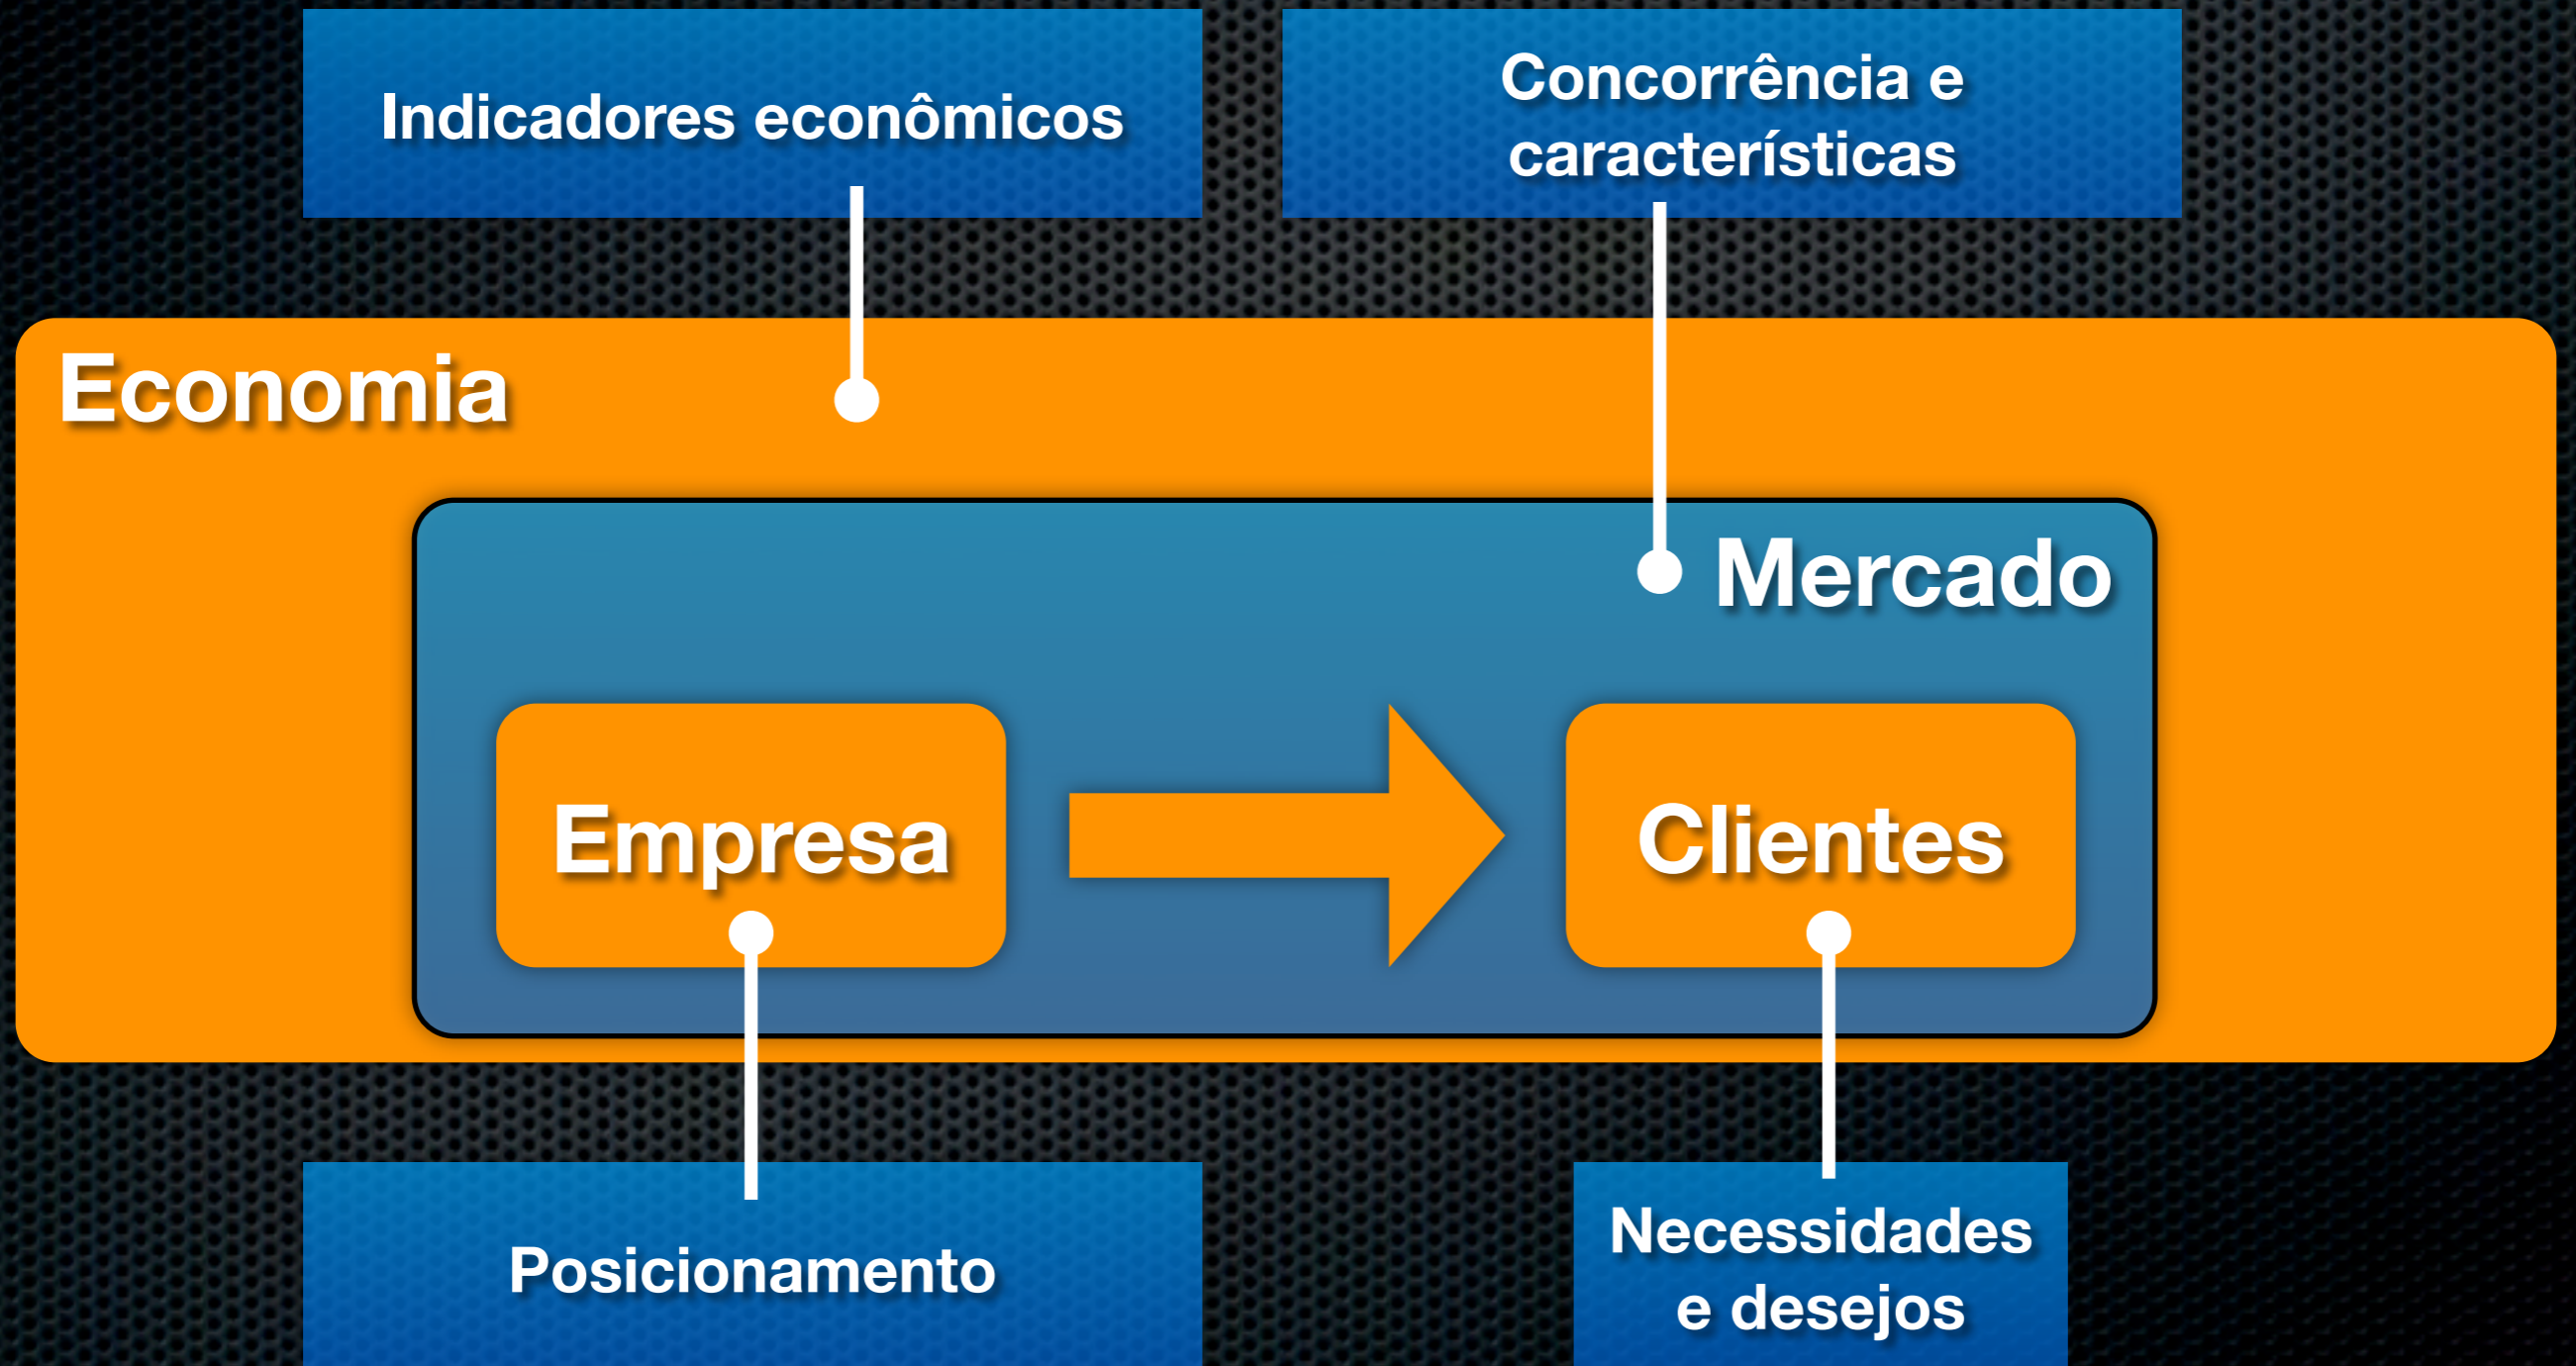 Indicadores econômicos
Concorrência e
características
Economia
Mercado
Empresa
Clientes
Posicionamento
Necessidades
e desejos